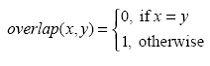 overlap(x,y) = {0, if x = y
1, otherwise